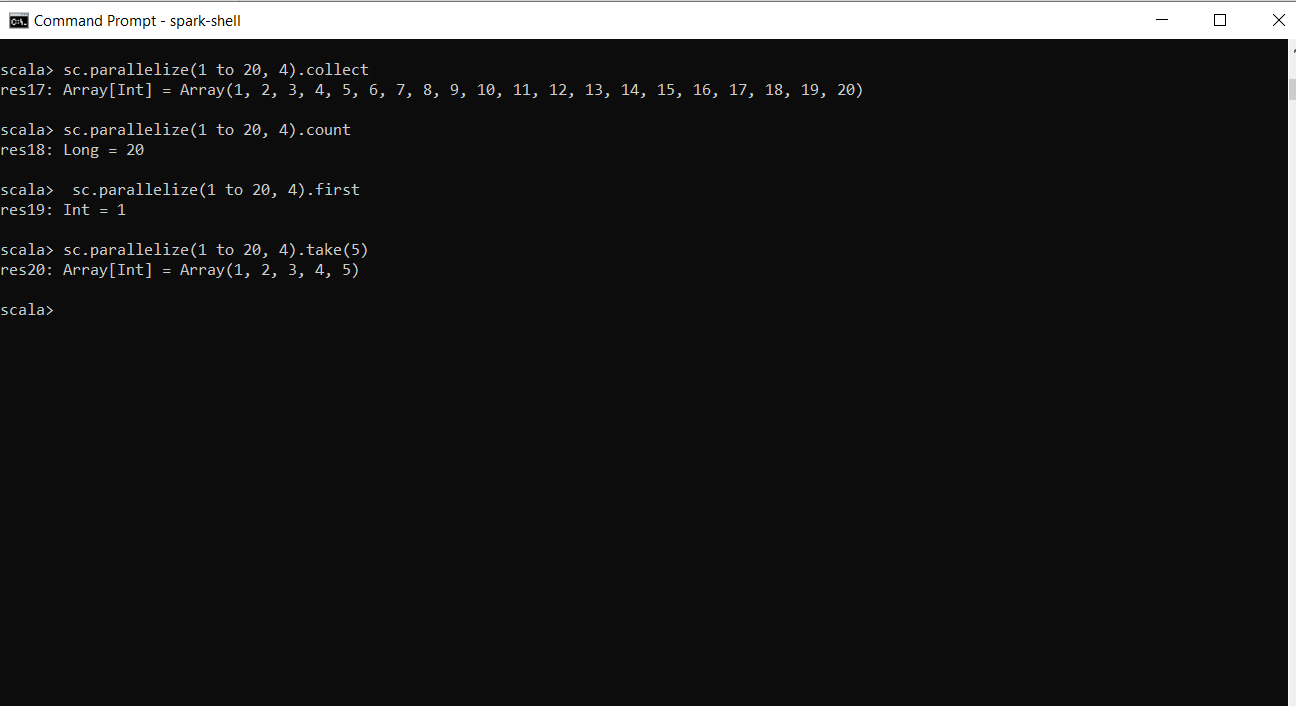 Command Prompt - spark-shell
scala> sc.parallelize(1 to 20, 4).collect
res17: Array[Int] = Array(1, 2, 3, 4, 5, 6, 7, 8, 9, 10, 11, 12, 13, 14, 15, 16, 17, 18, 19, 20)
scala> sc.parallelize(1 to 20, 4).count
res18: Long = 20
scala>  sc.parallelize(1 to 20, 4).first
res19: Int = 1
scala> sc.parallelize(1 to 20, 4).take(5)
res20: Array[Int] = Array(1, 2, 3, 4, 5)
scala>